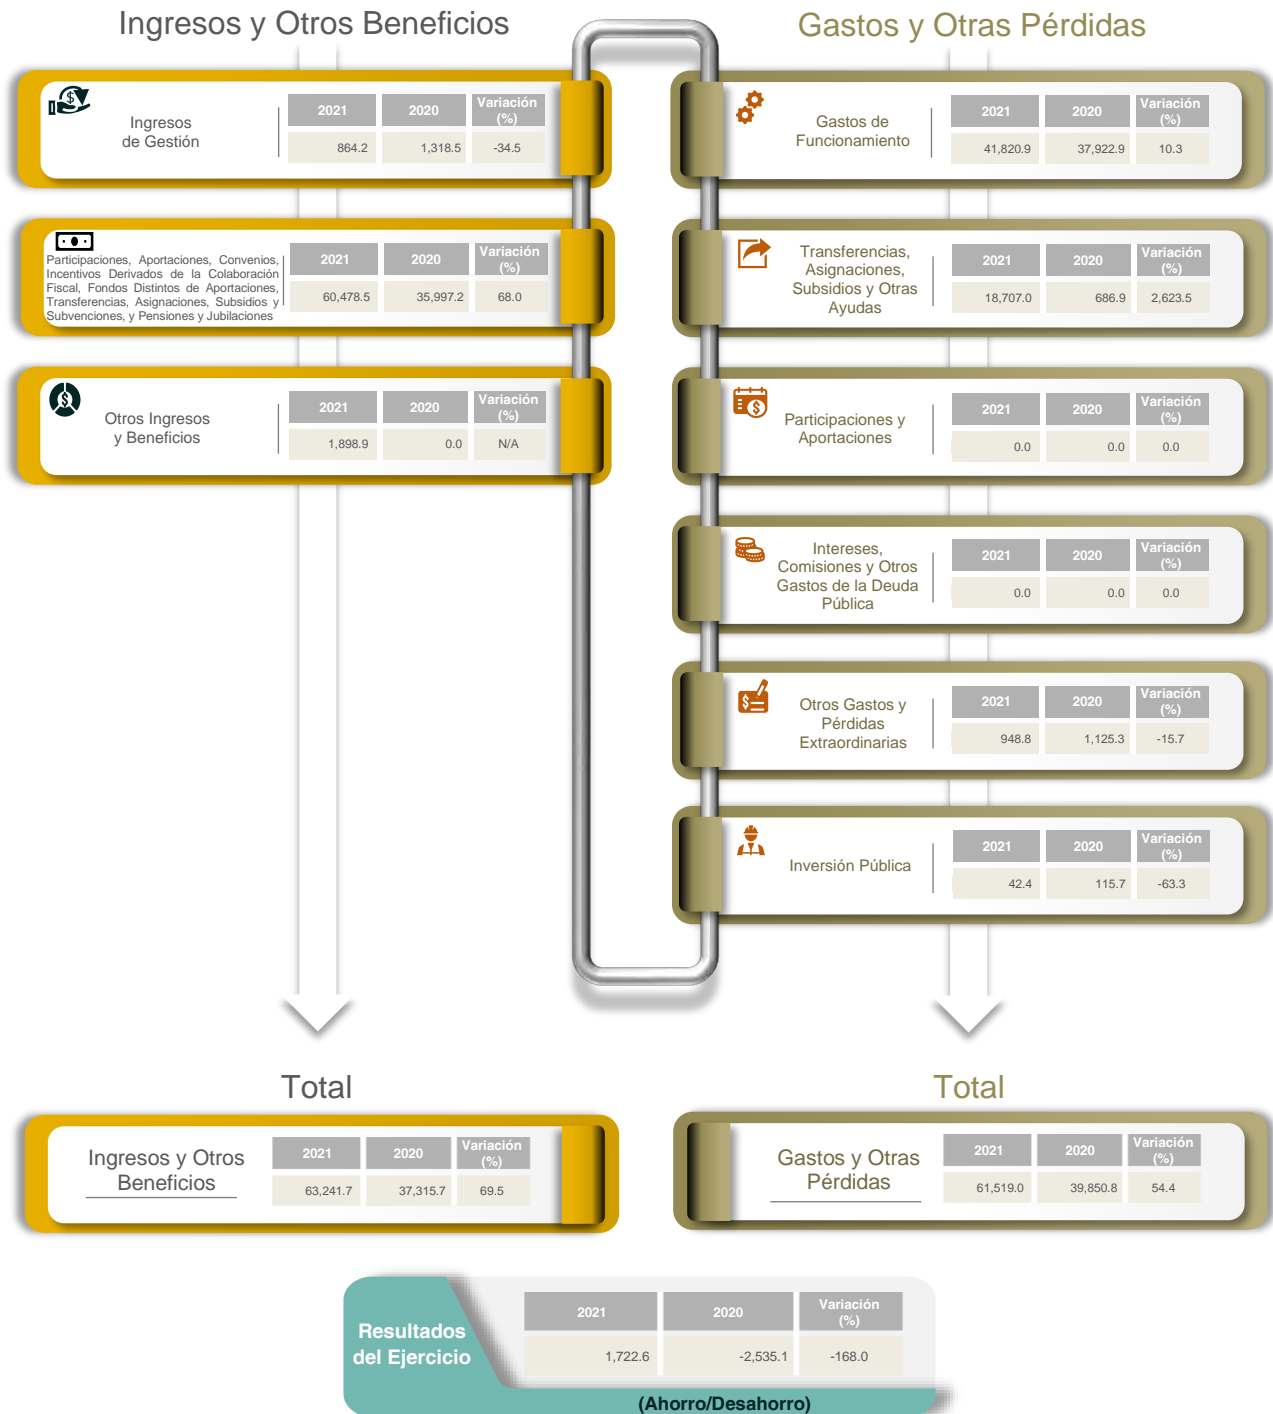 Ingresos y Otros Beneficios
Ingresos
de Gestión
2021 2020 Variación (%)
864.2 1,318.5 -34.5
Participaciones, Aportaciones, Convenios,
Incentivos Derivados de la Colaboración
Fiscal, Fondos Distintos de Aportaciones,
Transferencias, Asignaciones, Subsidios y
Subvenciones, y Pensiones y Jubilaciones
2021 2020 Variación (%)
60,478.5 35,997.2 68.0
Otros Ingresos
y Beneficios
2021 2020 Variación (%)
1,898.9 0.0 N/A
Total
Ingresos y Otros
Beneficios
2021 2020 Variación (%)
63,241.7 37,315.7 69.5
Gastos y Otras Pérdidas
Gastos de
Funcionamiento
2021 2020 Variación (%)
41,820.9 37,922.9 10.3
Transferencias,
Asignaciones,
Subsidios y Otras
Ayudas
2021 2020 Variación (%)
18,707.0 686.9 2,623.5
Participaciones y
Aportaciones
2021 2020 Variación (%)
0.0 0.0 0.0
Intereses,
Comisiones y Otros
Gastos de la Deuda
Pública
2021 2020 Variación (%)
0.0 0.0 0.0
Otros Gastos y
Pérdidas
Extraordinarias
2021 2020 Variación (%)
948.8 1,125.3 -15.7
Inversión Pública
2021 2020 Variación (%)
42.4 115.7 -63.3
Total
Gastos y Otras
Pérdidas
2021 2020 Variación (%)
61,519.0 39,850.8 54.4
Resultados
del Ejercicio
2021 2020 Variación (%)
1,722.6 -2,535.1 -168.0
(Ahorro/Desahorro)